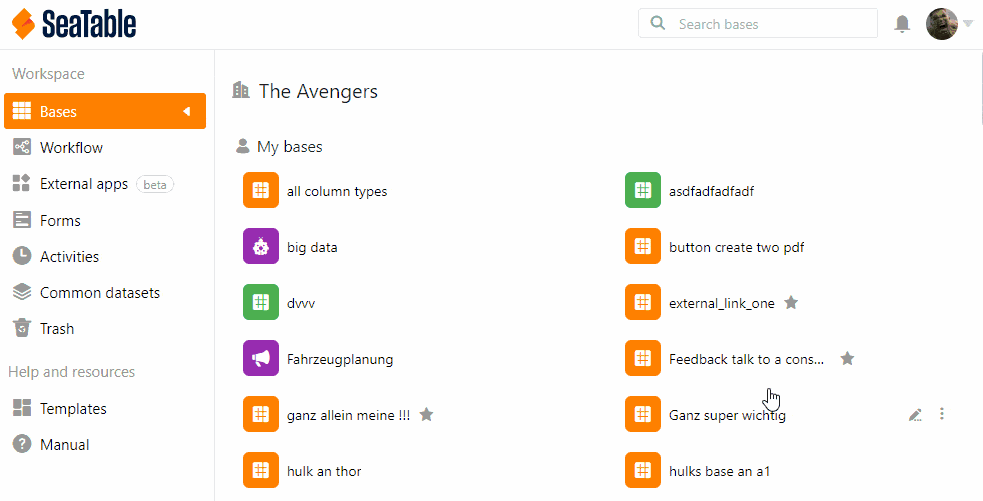 SeaTable
Search bases
Workspace
Bases
Workflow
External apps beta
Forms
Activities
Common datasets
Trash
Help and resources
Templates
Manual
The Avengers
My bases
all column types
asdfadfadfadf
big data
button create two pdf
dvvv
external_link_one
Fahrzeugplanung
Feedback talk to a cons...
ganz allein meine !!!
Ganz super wichtig
hulk an thor
hulks base an a1